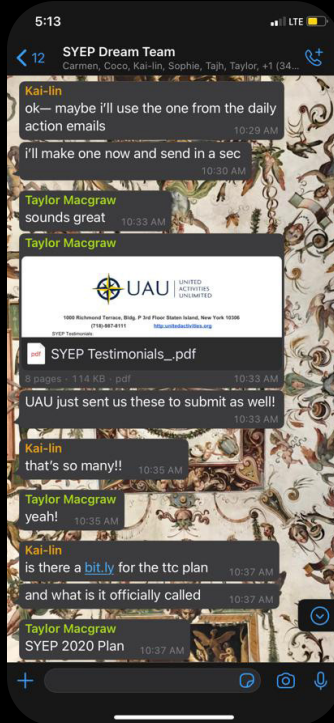 5:13
LTE
12
SYEP Dream Team
Carmen, Coco, Kai-lin, Sophie, Tajh, Taylor, +1 (34...
Kai-lin
ok— maybe i'll use the one from the daily
action emails
10:29 AM
i'll make one now and send in a sec
10:30 AM
Taylor Macgraw
sounds great
10:33 AM
Taylor Macgraw
UAU
UNITED
ACTIVITIES
UNLIMITED
1000 Richmond Terrace, Bldg. P 3rd Floor Staten Island, New York 10306
(718)-987-8111 http:unitedactivities.org
SYEP Testimonials:
pdf
SYEP Testimonials_.pdf
8 pages · 114 KB · pdf
10:33 AM
UAU just sent us these to submit as well!
10:33 AM
Kai-lin
that's so many!!
10:35 AM
Taylor Macgraw
yeah!
10:35 AM
Kai-lin
is there a bit.ly for the ttc plan
10:37 AM
and what is it officially called
10:37 AM
Taylor Macgraw
SYEP 2020 Plan
10:37 AM